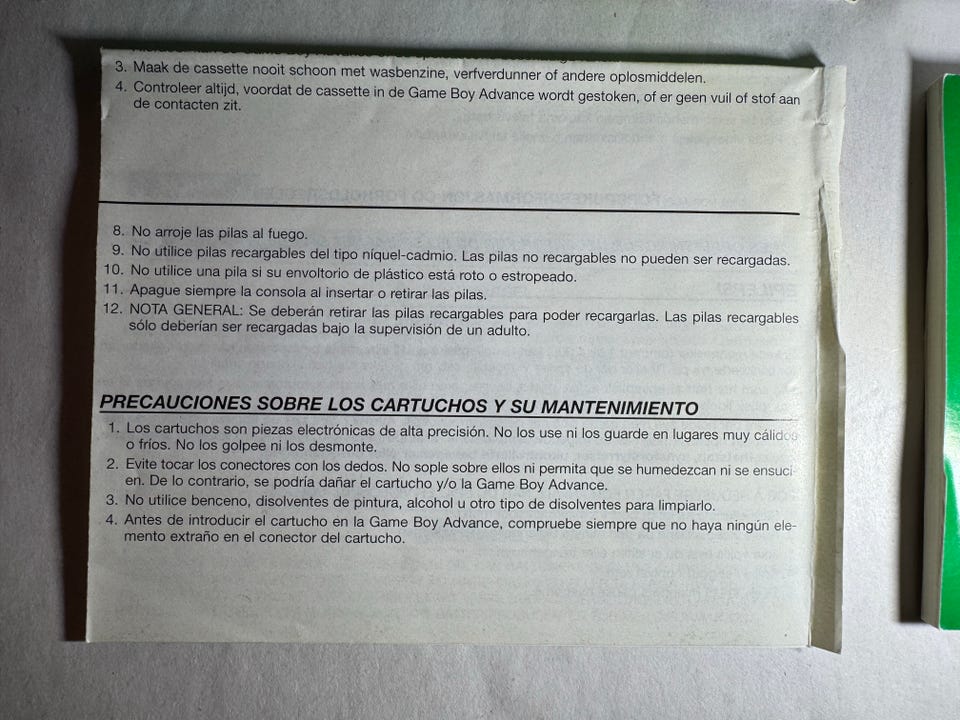 3. Maak de cassette nooit schoon met wasbenzine, verfverdunner of andere oplosmiddelen.
4. Controleer altijd, voordat de cassette in de Game Boy Advance wordt gestoken, of er geen vuil of stof aan
de contacten zit.
8. No arroje las pilas al fuego.
9. No utilice pilas recargables del tipo níquel-cadmio. Las pilas no recargables no pueden ser recargadas.
10. No utilice una pila si su envoltorio de plástico está roto o estropeado.
11. Apague siempre la consola al insertar o retirar las pilas.
12. NOTA GENERAL: Se deberán retirar las pilas recargables para poder recargarlas. Las pilas recargables
sólo deberían ser recargadas bajo la supervisión de un adulto.
PRECAUCIONES SOBRE LOS CARTUCHOS Y SU MANTENIMIENTO
1. Los cartuchos son piezas electrónicas de alta precisión. No los use ni los guarde en lugares muy cálidos
o fríos. No los golpee ni los desmonte.
2. Evite tocar los conectores con los dedos. No sople sobre ellos ni permita que se humedezcan ni se ensuci-
en. De lo contrario, se podría dañar el cartucho y/o la Game Boy Advance.
3. No utilice benceno, disolventes de pintura, alcohol u otro tipo de disolventes para limpiarlo.
4. Antes de introducir el cartucho en la Game Boy Advance, compruebe siempre que no haya ningún ele-
mento extraño en el conector del cartucho.